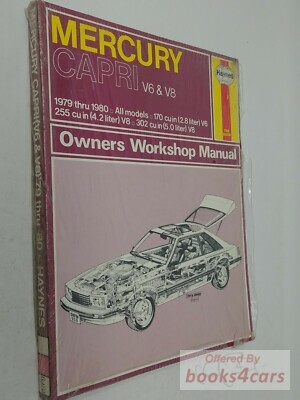 MERCURY
CAPRI V6 & V8
Haynes
1979 thru 1980 □ All models □ 170 cu in (2.8 liter) V6
255 cu in (4.2 liter) V8 □ 302 cu in (5.0 liter) V8
Owners Workshop Manual
MERCURY CAPRI (V6 & V8) '79 thru '80
HAYNES
Offered By
books4cars